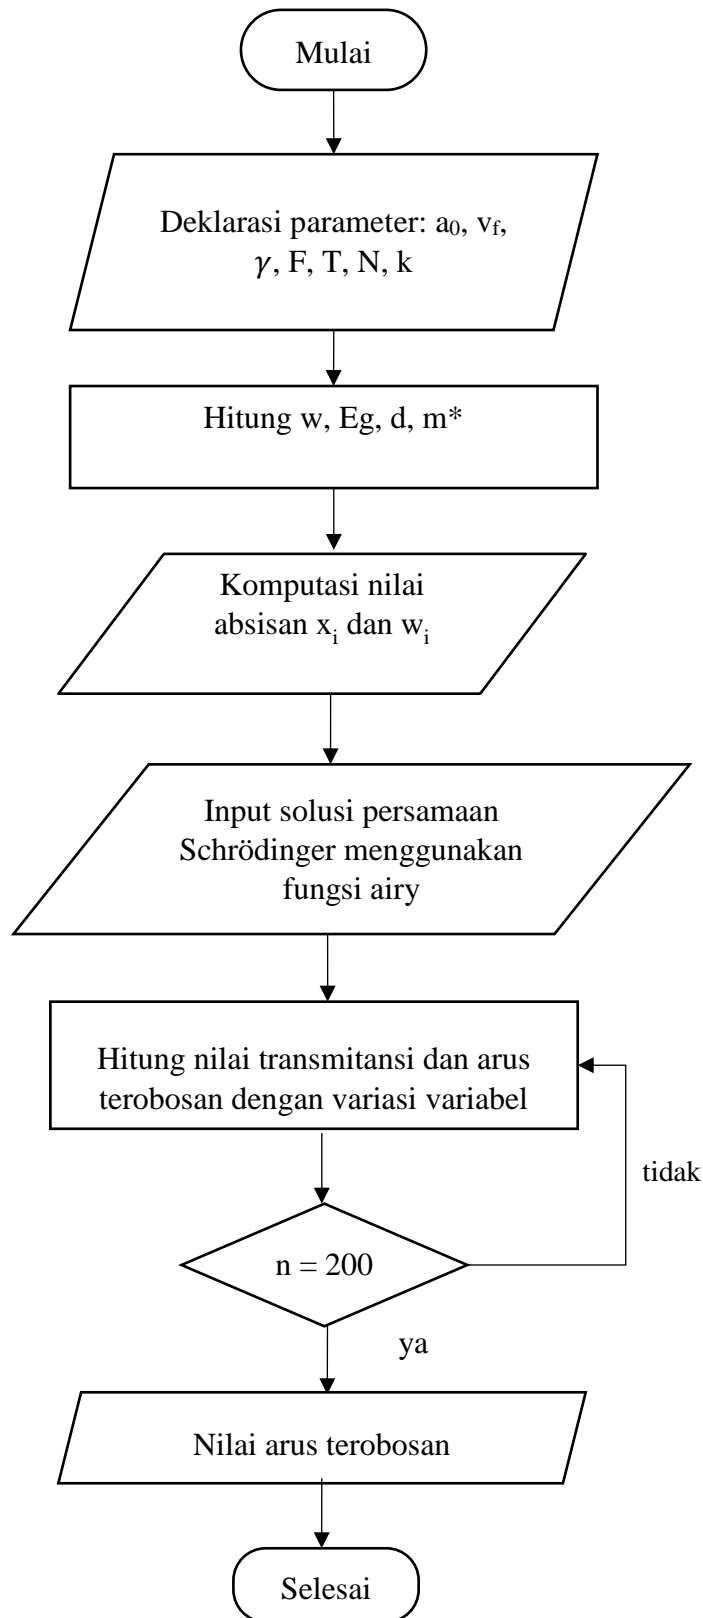 Mulai
Deklarasi parameter: a₀, v_f,
γ, F, T, N, k
Hitung w, Eg, d, m*
Komputasi nilai
absisan xᵢ dan wᵢ
Input solusi persamaan
Schrödinger menggunakan
fungsi airy
Hitung nilai transmitansi dan arus
terobosan dengan variasi variabel
tidak
n = 200
ya
Nilai arus terobosan
Selesai